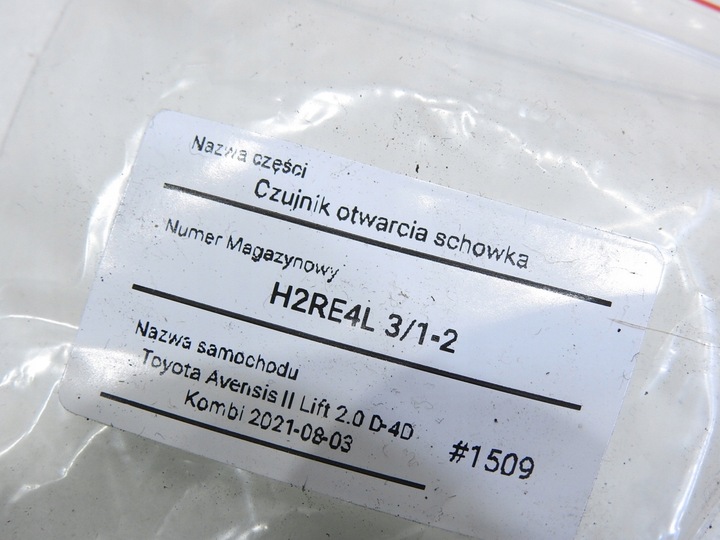 Nazwa części
Czujnik otwarcia schowka
Numer Magazynowy
H2RE4L 3/1-2
Nazwa samochodu
Toyota Avensis II Lift 2.0 D-4D
Kombi 2021-08-03
#1509